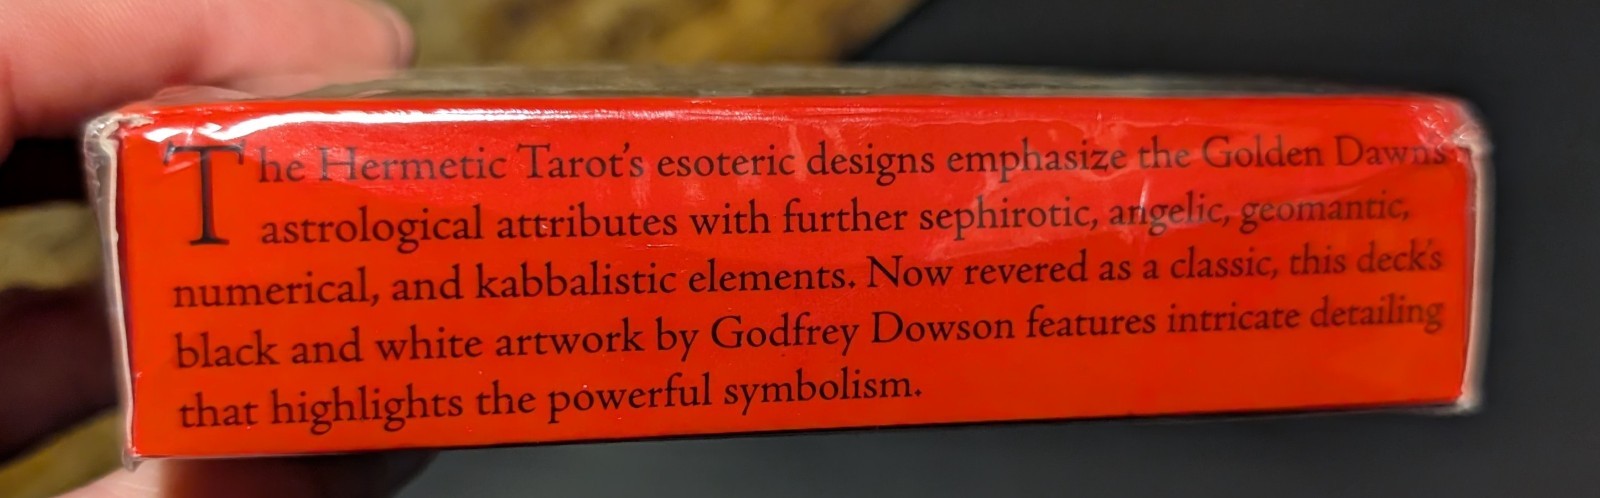 The Hermetic Tarot's esoteric designs emphasize the Golden Dawn's
astrological attributes with further sephirotic, angelic, geomantic,
numerical, and kabbalistic elements. Now revered as a classic, this deck's
black and white artwork by Godfrey Dowson features intricate detailing
that highlights the powerful symbolism.